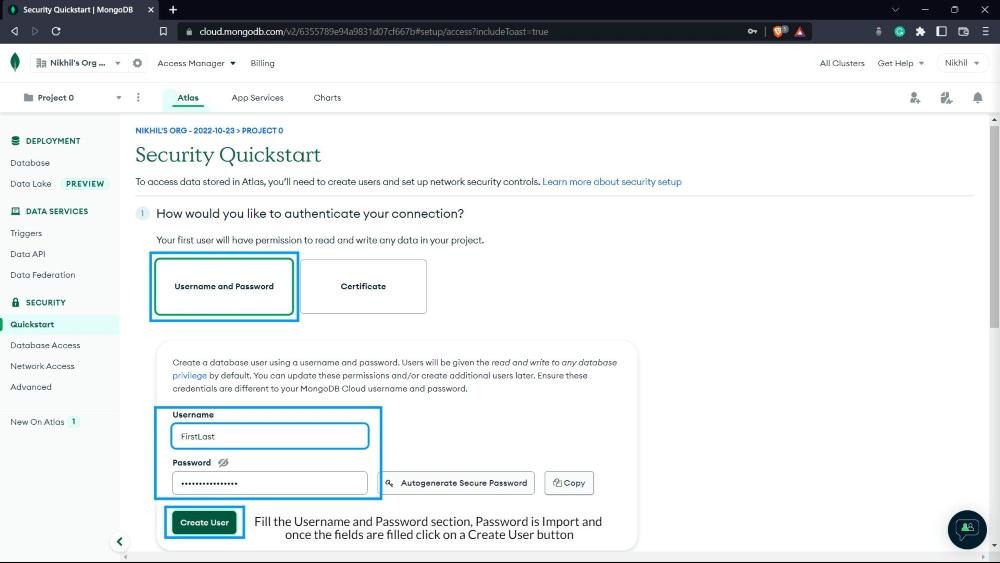 Security Quickstart | MongoDB
cloud.mongodb.com/v2/6355789e94a9831d07cf667b#setup/access?includeToast=true
Nikhil's Org ...
Access Manager
Billing
All Clusters
Get Help
Nikhil
Project 0
Atlas
App Services
Charts
DEPLOYMENT
Database
Data Lake PREVIEW
DATA SERVICES
Triggers
Data API
Data Federation
SECURITY
Quickstart
Database Access
Network Access
Advanced
New On Atlas 1
NIKHIL'S ORG - 2022-10-23 > PROJECT 0
Security Quickstart
To access data stored in Atlas, you'll need to create users and set up network security controls. Learn more about security setup
1 How would you like to authenticate your connection?
Your first user will have permission to read and write any data in your project.
Username and Password
Certificate
Create a database user using a username and password. Users will be given the read and write to any database
privilege by default. You can update these permissions and/or create additional users later. Ensure these
credentials are different to your MongoDB Cloud username and password.
Username
FirstLast
Password
••••••••••••••••
Autogenerate Secure Password
Copy
Create User
Fill the Username and Password section, Password is Import and
once the fields are filled click on a Create User button